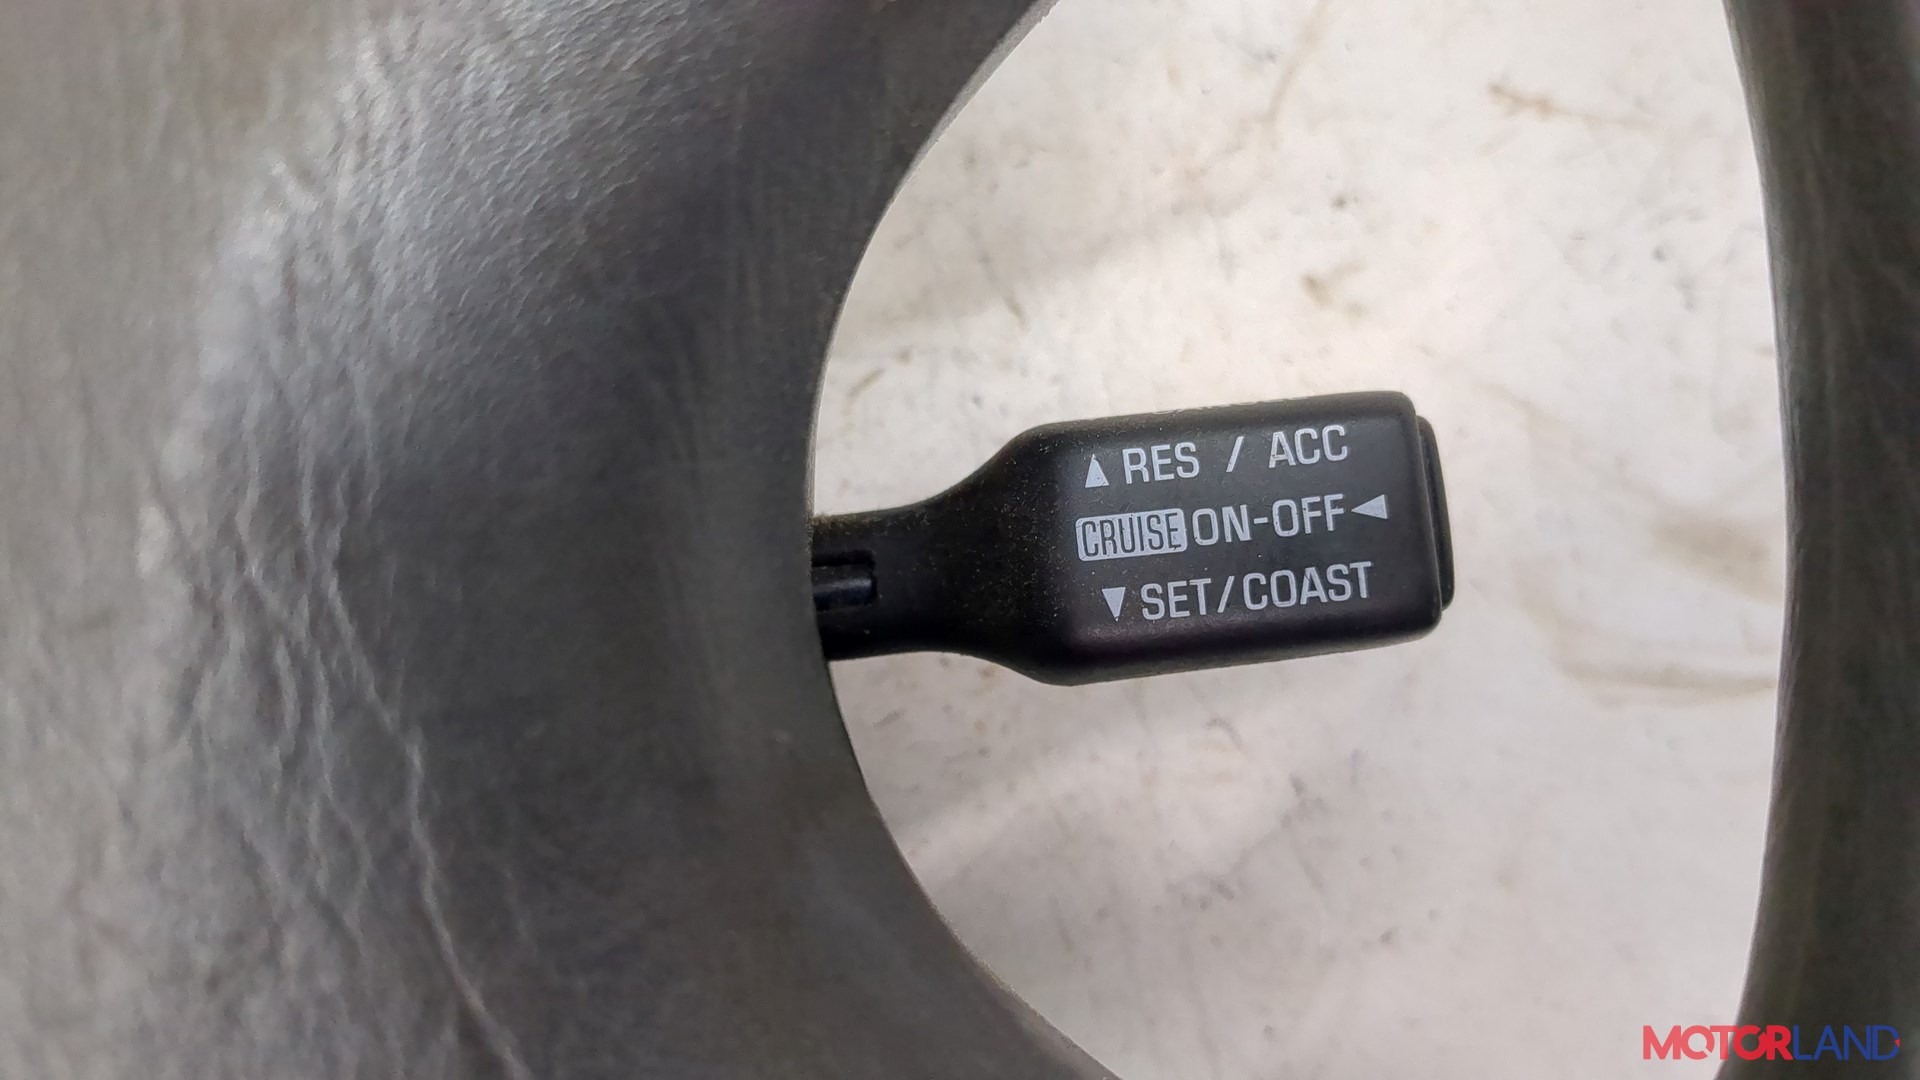 ▲ RES / ACC
CRUISE ON-OFF ◀
▼ SET/COAST
MOTORLAND